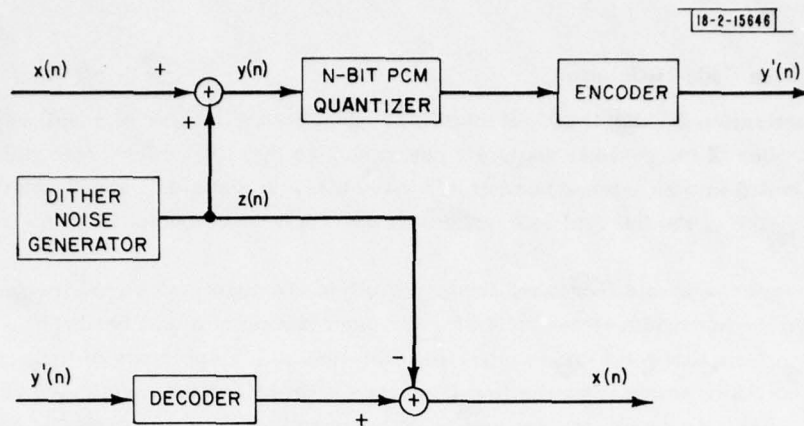 18-2-15646
x(n)
+
+
y(n)
N-BIT PCM
QUANTIZER
ENCODER
y'(n)
DITHER
NOISE
GENERATOR
z(n)
y'(n)
DECODER
+
-
x(n)